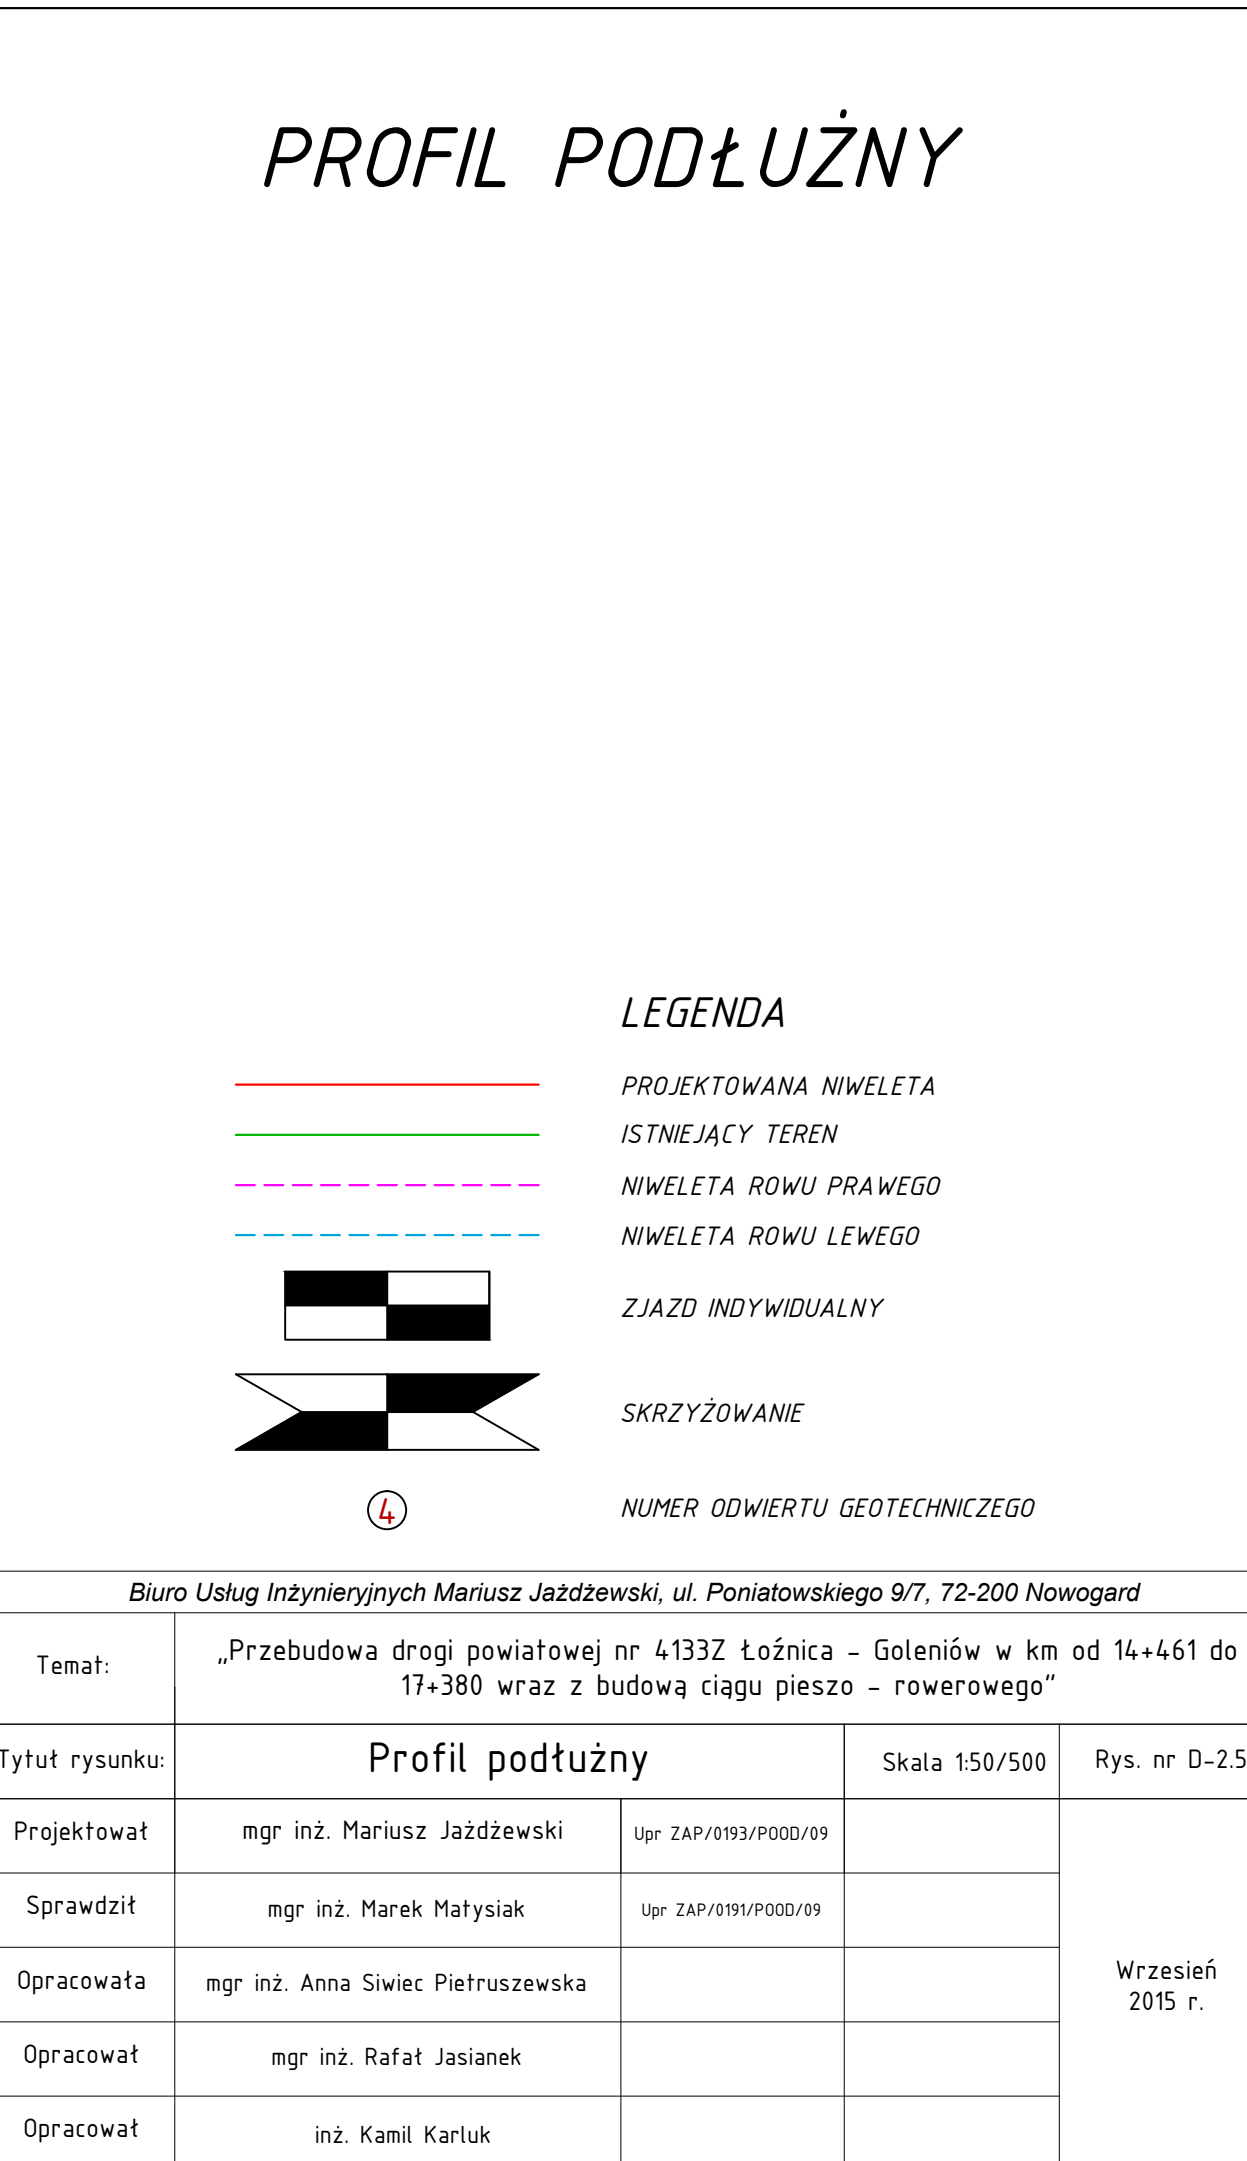 PROFIL PODŁUŻNY
LEGENDA
PROJEKTOWANA NIWELETA
ISTNIEJĄCY TEREN
NIWELETA ROWU PRAWEGO
NIWELETA ROWU LEWEGO
ZJAZD INDYWIDUALNY
SKRZYŻOWANIE
4 NUMER ODWIERTU GEOTECHNICZEGO
Biuro Usług Inżynieryjnych Mariusz Jażdżewski, ul. Poniatowskiego 9/7, 72-200 Nowogard
Temat: „Przebudowa drogi powiatowej nr 4133Z Łoźnica - Goleniów w km od 14+461 do
17+380 wraz z budową ciągu pieszo - rowerowego”
Tytuł rysunku: Profil podłużny Skala 1:50/500 Rys. nr D-2.5
Projektował mgr inż. Mariusz Jażdżewski Upr ZAP/0193/POOD/09
Sprawdził mgr inż. Marek Matysiak Upr ZAP/0191/POOD/09
Opracowała mgr inż. Anna Siwiec Pietruszewska
Wrzesień
2015 r.
Opracował mgr inż. Rafał Jasianek
Opracował inż. Kamil Karluk